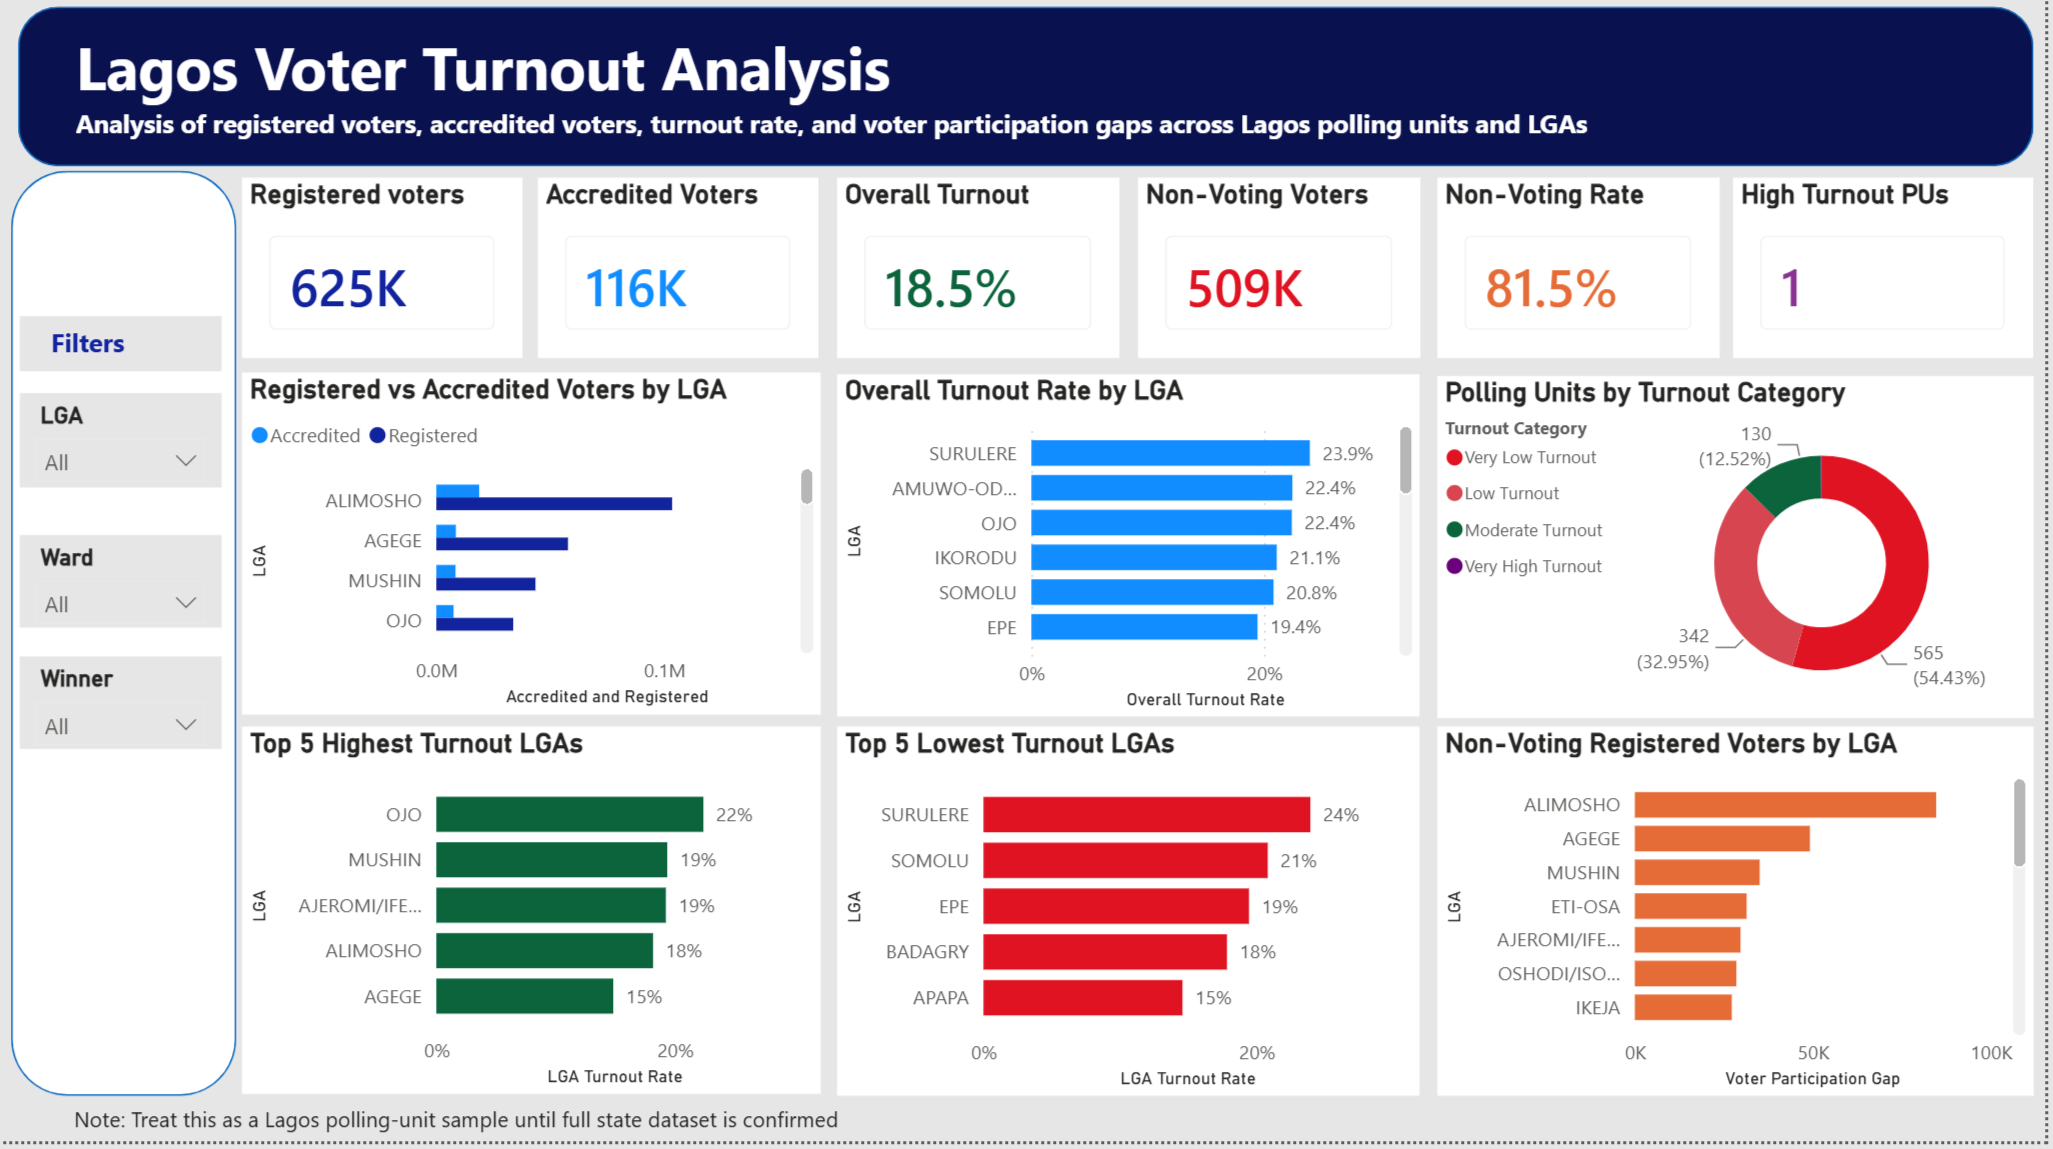 Lagos Voter Turnout Analysis
Analysis of registered voters, accredited voters, turnout rate, and voter participation gaps across Lagos polling units and LGAs
Filters
LGA
All
Ward
All
Winner
All
Registered voters
625K
Accredited Voters
116K
Overall Turnout
18.5%
Non-Voting Voters
509K
Non-Voting Rate
81.5%
High Turnout PUs
1
Registered vs Accredited Voters by LGA
Accredited Registered
LGA
ALIMOSHO
AGEGE
MUSHIN
OJO
0.0M 0.1M
Accredited and Registered
Overall Turnout Rate by LGA
LGA
SURULERE 23.9%
AMUWO-OD... 22.4%
OJO 22.4%
IKORODU 21.1%
SOMOLU 20.8%
EPE 19.4%
0% 20%
Overall Turnout Rate
Polling Units by Turnout Category
Turnout Category
Very Low Turnout
Low Turnout
Moderate Turnout
Very High Turnout
130
(12.52%)
342
(32.95%)
565
(54.43%)
Top 5 Highest Turnout LGAs
LGA
OJO 22%
MUSHIN 19%
AJEROMI/IFE... 19%
ALIMOSHO 18%
AGEGE 15%
0% 20%
LGA Turnout Rate
Top 5 Lowest Turnout LGAs
LGA
SURULERE 24%
SOMOLU 21%
EPE 19%
BADAGRY 18%
APAPA 15%
0% 20%
LGA Turnout Rate
Non-Voting Registered Voters by LGA
LGA
ALIMOSHO
AGEGE
MUSHIN
ETI-OSA
AJEROMI/IFE...
OSHODI/ISO...
IKEJA
0K 50K 100K
Voter Participation Gap
Note: Treat this as a Lagos polling-unit sample until full state dataset is confirmed